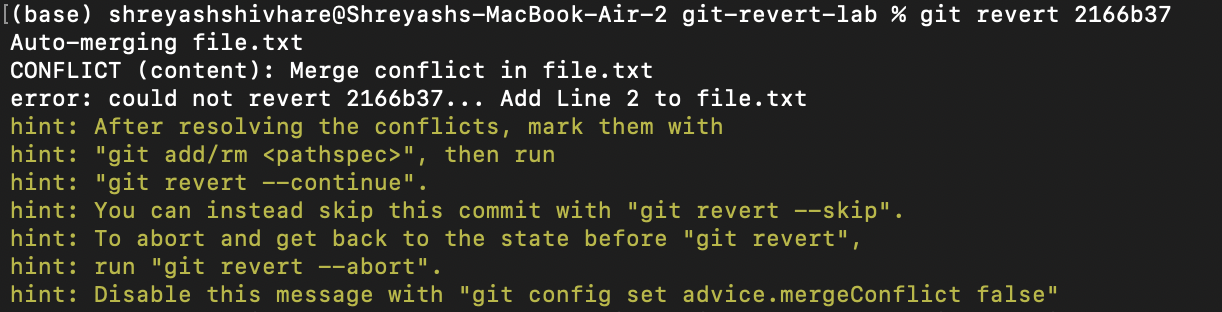 [(base) shreyashshivhare@Shreyashs-MacBook-Air-2 git-revert-lab % git revert 2166b37
Auto-merging file.txt
CONFLICT (content): Merge conflict in file.txt
error: could not revert 2166b37... Add Line 2 to file.txt
hint: After resolving the conflicts, mark them with
hint: "git add/rm <pathspec>", then run
hint: "git revert --continue".
hint: You can instead skip this commit with "git revert --skip".
hint: To abort and get back to the state before "git revert",
hint: run "git revert --abort".
hint: Disable this message with "git config set advice.mergeConflict false"